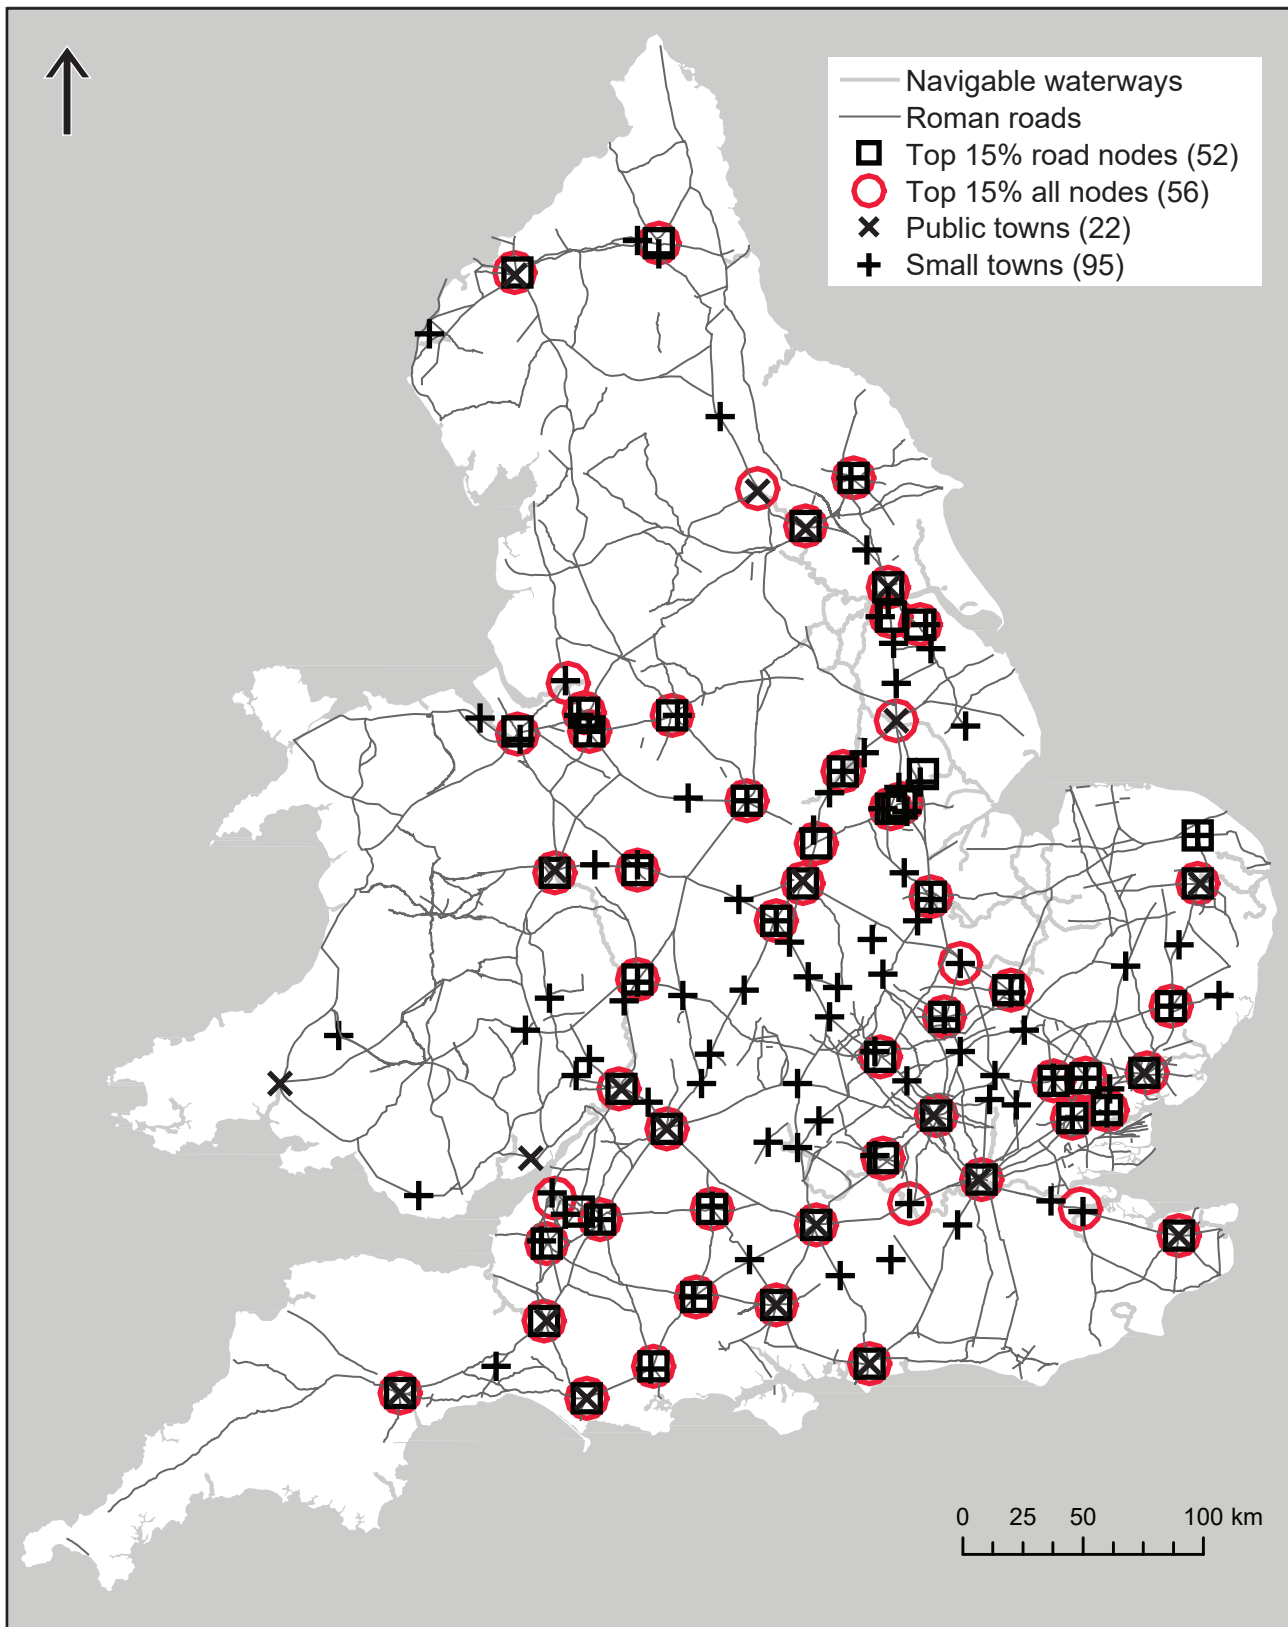 Navigable waterways
Roman roads
Top 15% road nodes (52)
Top 15% all nodes (56)
Public towns (22)
Small towns (95)
0 25 50 100 km